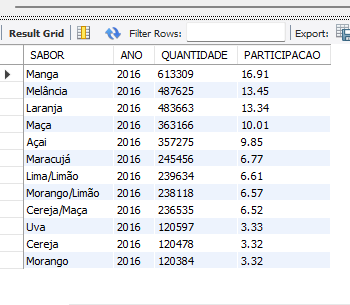 Result Grid Filter Rows: Export:
SABOR ANO QUANTIDADE PARTICIPACAO
Manga 2016 613309 16.91
Melância 2016 487625 13.45
Laranja 2016 483663 13.34
Maça 2016 363166 10.01
Açai 2016 357275 9.85
Maracujá 2016 245456 6.77
Lima/Limão 2016 239634 6.61
Morango/Limão 2016 238118 6.57
Cereja/Maça 2016 236535 6.52
Uva 2016 120597 3.33
Cereja 2016 120478 3.32
Morango 2016 120384 3.32